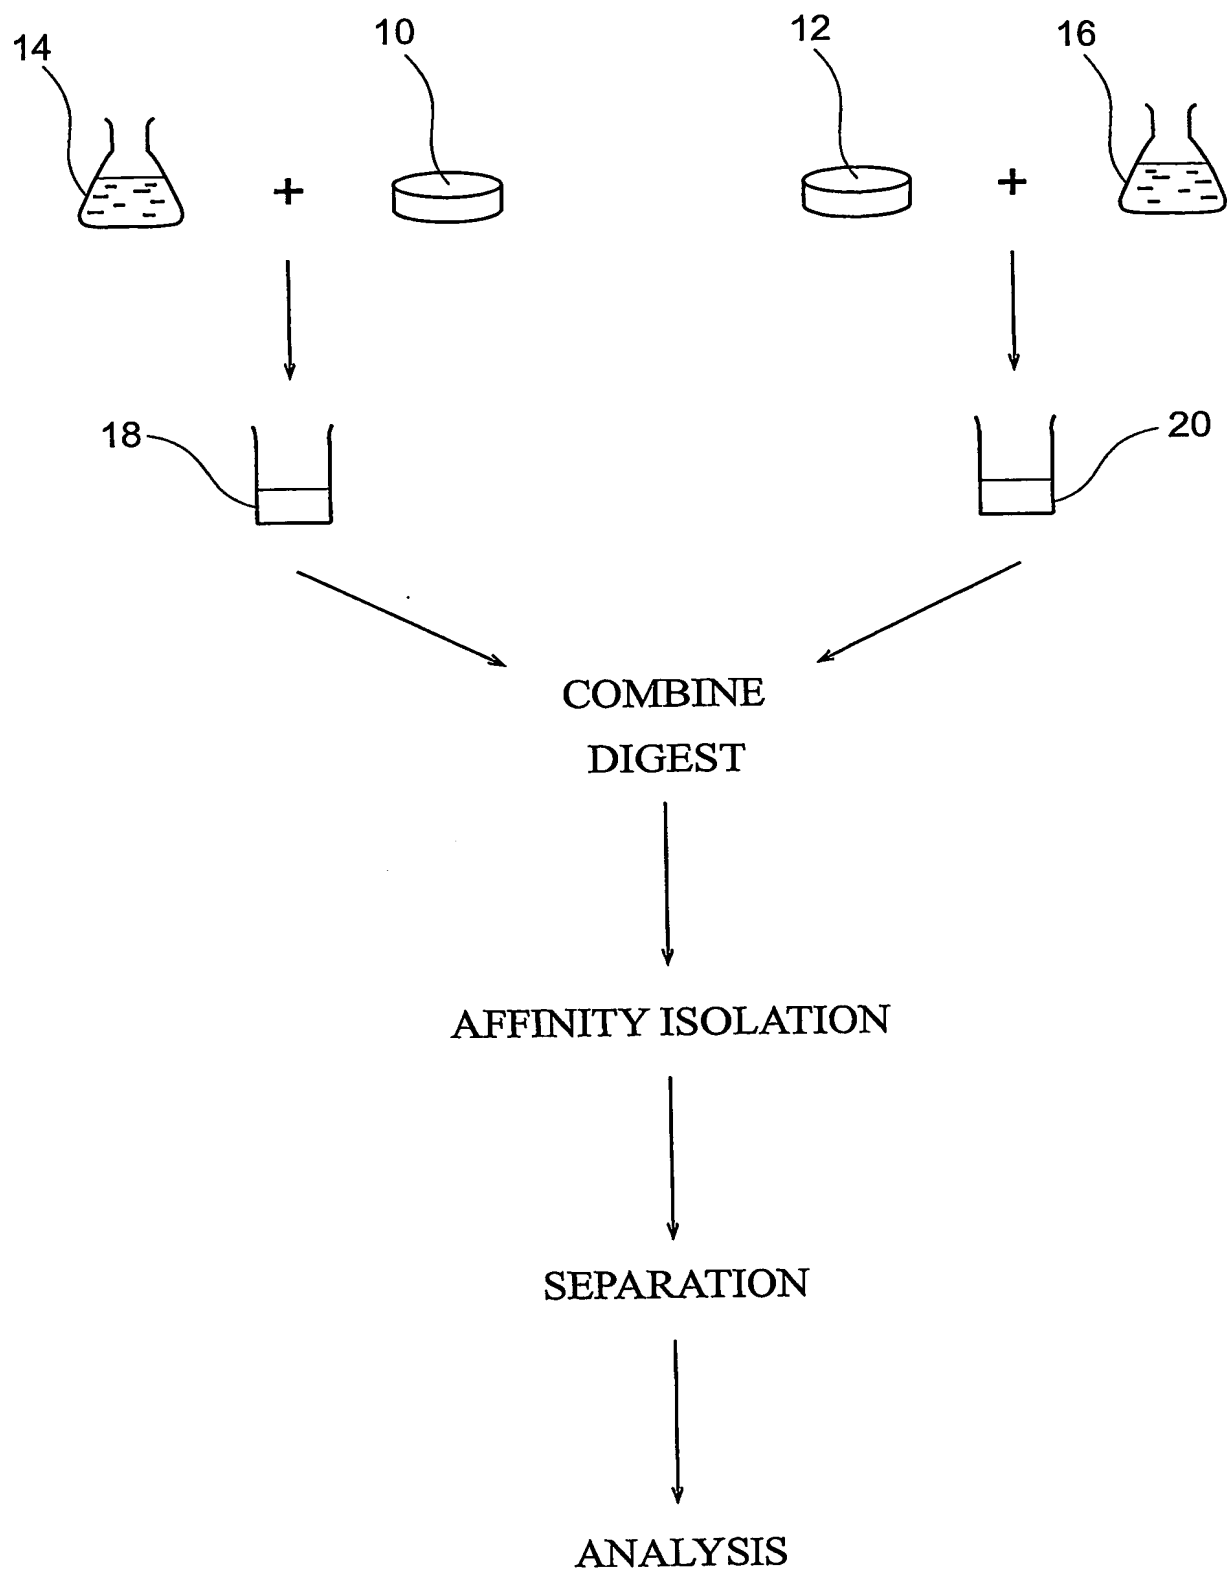 14
10
12
16
+
+
18
20
COMBINE
DIGEST
AFFINITY ISOLATION
SEPARATION
ANALYSIS